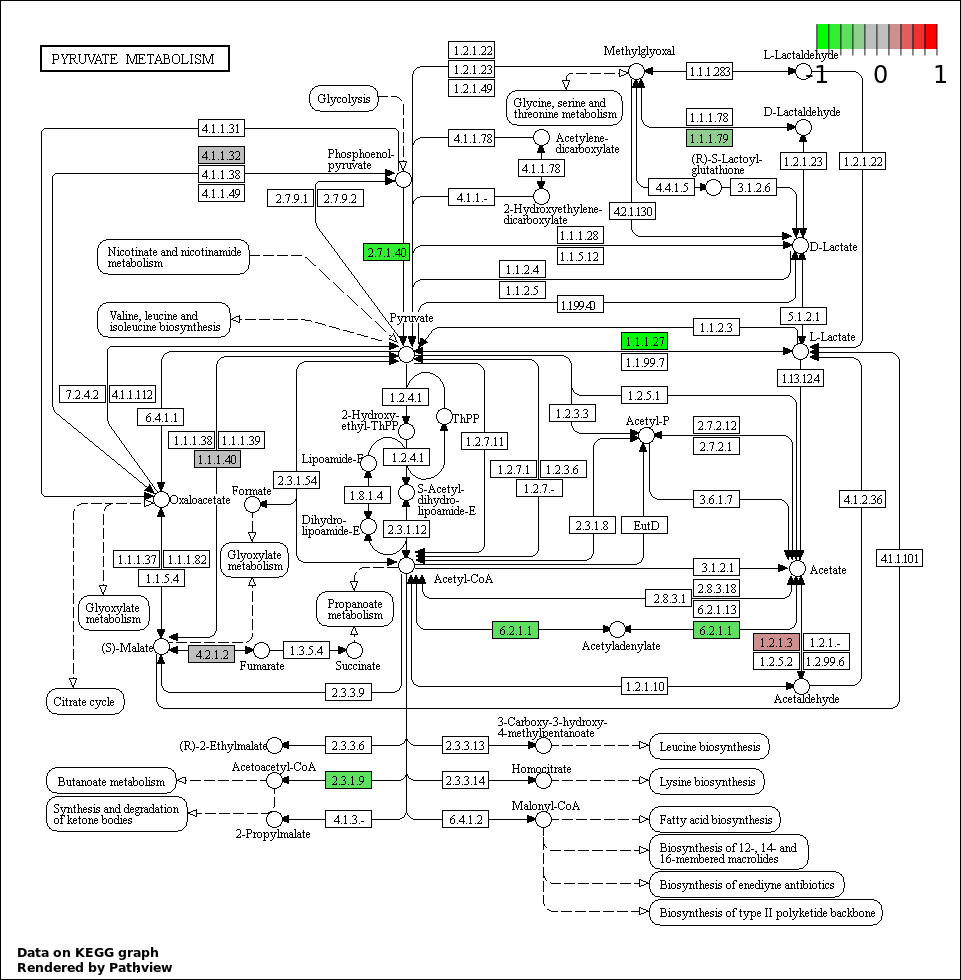 PYRUVATE METABOLISM
-1
0
1
1.2.1.22
1.2.1.23
1.2.1.49
Methylglyoxal
1.1.1.283
L-Lactaldehyde
Glycolysis
Glycine, serine and
threonine metabolism
1.1.1.78
1.1.1.79
D-Lactaldehyde
4.1.1.31
4.1.1.32
4.1.1.38
4.1.1.49
Phosphoenol-
pyruvate
4.1.1.78
Acetylene-
dicarboxylate
4.1.1.78
(R)-S-Lactoyl-
glutathione
1.2.1.23
1.2.1.22
2.7.9.1
2.7.9.2
4.1.1.-
2-Hydroxyethylene-
dicarboxylate
4.4.1.5
3.1.2.6
4.2.1.130
Nicotinate and nicotinamide
metabolism
2.7.1.40
1.1.1.28
1.1.5.12
D-Lactate
1.1.2.4
1.1.2.5
1.1.99.40
Valine, leucine and
isoleucine biosynthesis
Pyruvate
5.1.2.1
1.1.2.3
L-Lactate
1.1.1.27
1.1.99.7
1.13.12.4
7.2.4.2
4.1.1.112
6.4.1.1
1.2.4.1
ThPP
2-Hydroxy-
ethyl-ThPP
1.2.5.1
1.2.3.3
Acetyl-P
2.7.2.12
2.7.2.1
1.1.1.38
1.1.1.39
1.1.1.40
Lipoamide-E
1.2.4.1
1.2.7.11
1.2.7.1
1.2.3.6
1.2.7.-
2.3.1.54
Formate
1.8.1.4
S-Acetyl-
dihydro-
lipoamide-E
Oxaloacetate
3.6.1.7
4.1.2.36
Dihydro-
lipoamide-E
2.3.1.12
2.3.1.8
EutD
1.1.1.37
1.1.1.82
1.1.5.4
Glyoxylate
metabolism
4.1.1.101
Acetyl-CoA
3.1.2.1
Acetate
2.8.3.18
2.8.3.1
6.2.1.13
Glyoxylate
metabolism
Propanoate
metabolism
6.2.1.1
Acetyladenylate
6.2.1.1
(S)-Malate
4.2.1.2
Fumarate
1.3.5.4
Succinate
1.2.1.3
1.2.1.-
1.2.5.2
1.2.99.6
Citrate cycle
2.3.3.9
1.2.1.10
Acetaldehyde
(R)-2-Ethylmalate
2.3.3.6
2.3.3.13
3-Carboxy-3-hydroxy-
4-methylpentanoate
Leucine biosynthesis
Butanoate metabolism
Acetoacetyl-CoA
2.3.1.9
2.3.3.14
Homocitrate
Lysine biosynthesis
Synthesis and degradation
of ketone bodies
2-Propylmalate
4.1.3.-
6.4.1.2
Malonyl-CoA
Fatty acid biosynthesis
Biosynthesis of 12-, 14- and
16-membered macrolides
Biosynthesis of enediyne antibiotics
Biosynthesis of type II polyketide backbone
Data on KEGG graph
Rendered by Pathview